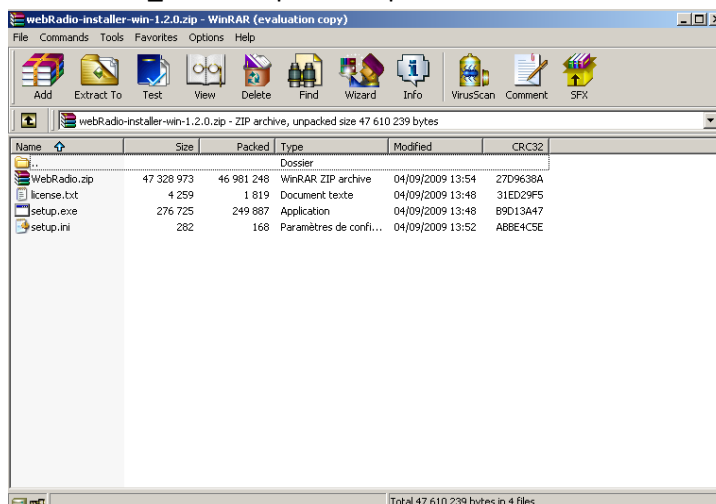 webRadio-installer-win-1.2.0.zip - WinRAR (evaluation copy)
File Commands Tools Favorites Options Help
Add Extract To Test View Delete Find Wizard Info VirusScan Comment SFX
webRadio-installer-win-1.2.0.zip - ZIP archive, unpacked size 47 610 239 bytes
Name Size Packed Type Modified CRC32
.. Dossier
WebRadio.zip 47 328 973 46 981 248 WinRAR ZIP archive 04/09/2009 13:54 27D9638A
license.txt 4 259 1 819 Document texte 04/09/2009 13:48 31ED29F5
setup.exe 276 725 249 887 Application 04/09/2009 13:48 B9D13A47
setup.ini 282 168 Paramètres de confi... 04/09/2009 13:52 ABBE4C5E
Total 47 610 239 bytes in 4 files